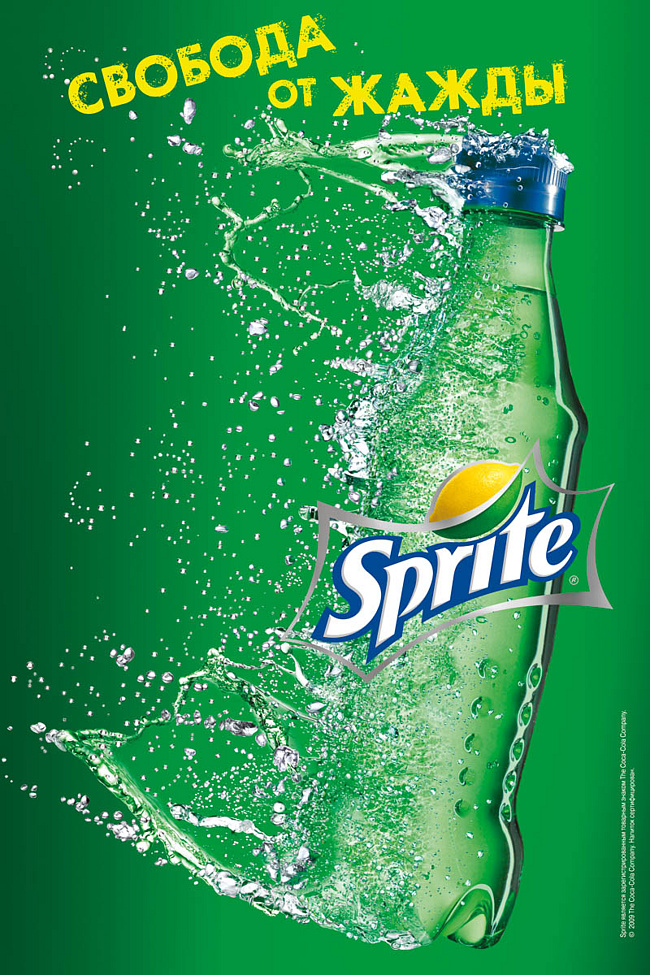 СВОБОДА
ОТ ЖАЖДЫ
Sprite
®
Sprite является зарегистрированным товарным знаком The Coca-Cola Company.
© 2009 The Coca-Cola Company. Напиток сертифицирован.